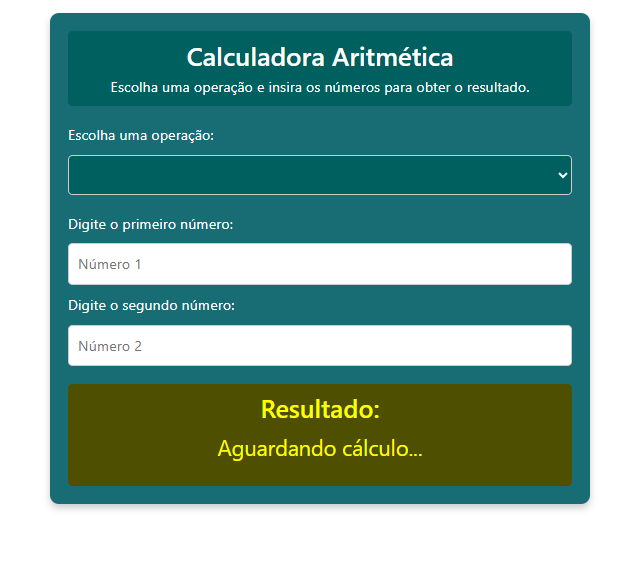 Calculadora Aritmética
Escolha uma operação e insira os números para obter o resultado.
Escolha uma operação:
Digite o primeiro número:
Número 1
Digite o segundo número:
Número 2
Resultado:
Aguardando cálculo...